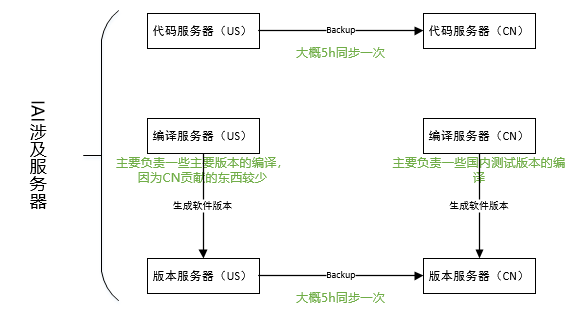 IAI涉及服务器
代码服务器（US）
Backup
代码服务器（CN）
大概5h同步一次
编译服务器（US）
编译服务器（CN）
主要负责一些主要版本的编译，
因为CN贡献的东西较少
主要负责一些国内测试版本的编
译
生成软件版本
生成软件版本
版本服务器（US）
Backup
版本服务器（CN）
大概5h同步一次